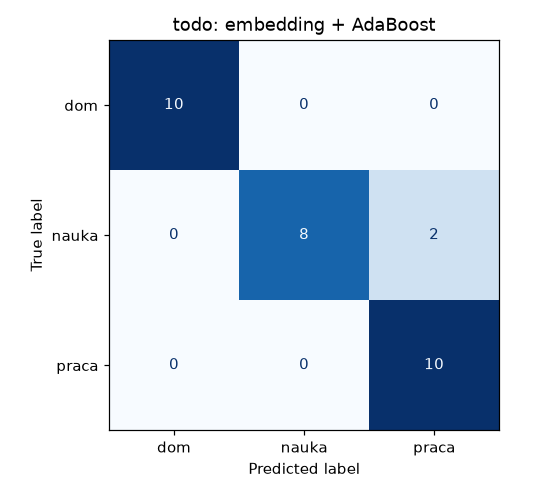 todo: embedding + AdaBoost
True label
dom
10 0 0
nauka
0 8 2
praca
0 0 10
dom nauka praca
Predicted label